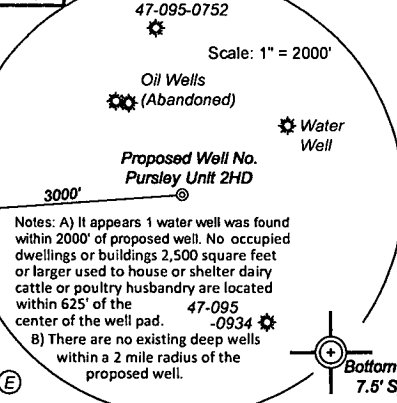 47-095-0752
Scale: 1" = 2000'
Oil Wells
(Abandoned)
Water
Well
Proposed Well No.
Pursley Unit 2HD
3000'
Notes: A) It appears 1 water well was found
within 2000' of proposed well. No occupied
dwellings or buildings 2,500 square feet
or larger used to house or shelter dairy
cattle or poultry husbandry are located
within 625' of the
center of the well pad.
47-095
-0934
B) There are no existing deep wells
within a 2 mile radius of the
proposed well.
E
Bottom
7.5' S